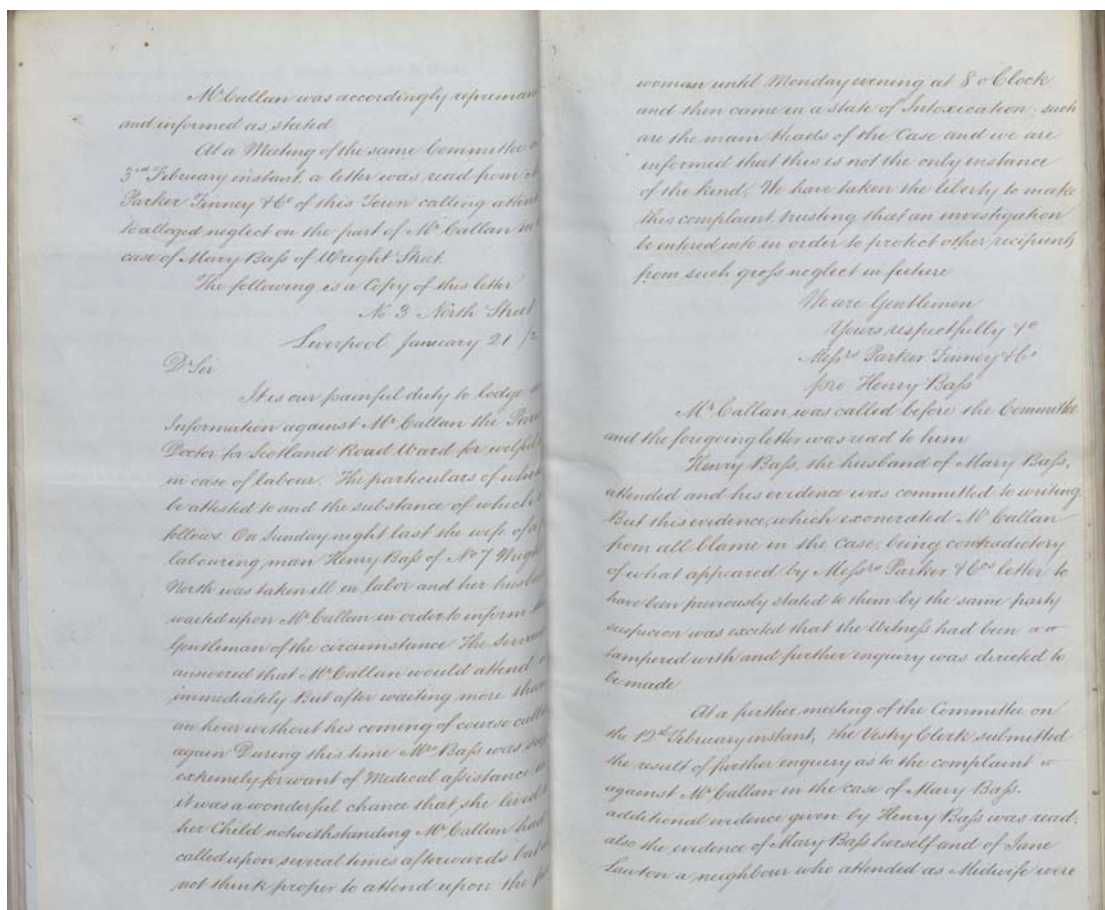 Mr Callan was accordingly
and informed as stated
At a Meeting of the same Committee
3rd February instant, a letter was read from
Parker Finney & Co of this Town calling
to alleged neglect on the part of Mr Callan
case of Mary Baſs of Wright Street.
The following is a Copy of this letter
No 3 North Street
Liverpool January 21
Dr Sir
It is our painful duty to lodge
Information against Mr Callan the
Doctor for Scotland Road Ward for
in case of labour. The particulars of
be attested to and the substance of which
follows. On Sunday night last the wife of a
labouring man Henry Baſs of No 7
North was taken ill in labor and her
waited upon Mr Callan in order to inform
Gentleman of the circumstance The
answered that Mr Callan would attend
immediately But after waiting more than
an hour without his coming of course
again During this time Mrs Baſs was
extremely for want of Medical aſsistance
it was a wonderful chance that she lived
her Child notwithstanding Mr Callan had
called upon several times afterwards but
not think proper to attend upon the
woman until Monday evening at 8 oClock
and then came in a state of Intoxication; such
are the main Heads of the Case and we are
informed that this is not the only instance
of the kind. We have taken the liberty to make
this complaint, trusting that an investigation
be entered into in order to protect other recipients
from such groſs neglect in future
We are Gentlemen
Yours respectfully &c
Meſsrs Parker Finney & Co
pro Henry Baſs
Mr Callan was called before the Committee
and the foregoing letter was read to him
Henry Baſs, the husband of Mary Baſs,
attended and his evidence was committed to writing.
But this evidence, which exonerated Mr Callan
from all blame in the Case, being contradictory
of what appeared by Meſsrs Parker & Cos letter to
have been previously stated to them by the same party
suspicion was excited that the Witneſs had been
tampered with and further enquiry was directed to
be made
At a further meeting of the Committee on
the 12th February instant, the Vestry Clerk submitted
the result of further enquiry as to the complaint
against Mr Callan in the case of Mary Baſs.
additional evidence given by Henry Baſs was read;
also the evidence of Mary Baſs herself and of Jane
Lawton a neighbour who attended as Midwife were